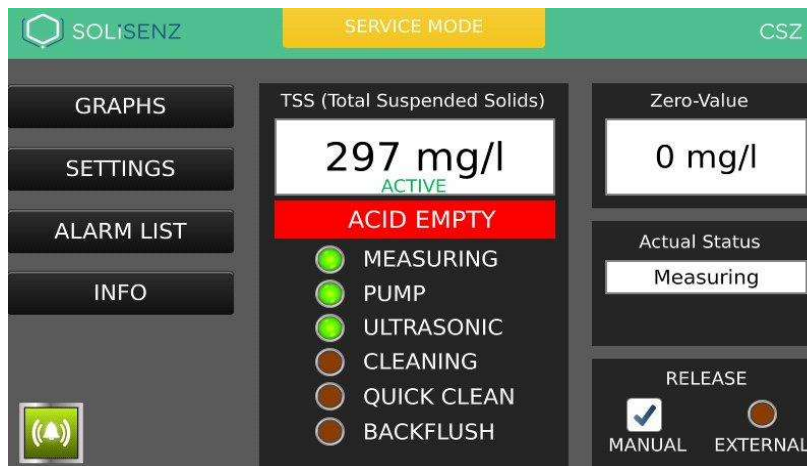 SOLiSENZ
SERVICE MODE
CSZ
GRAPHS
SETTINGS
ALARM LIST
INFO
TSS (Total Suspended Solids)
297 mg/l
ACTIVE
ACID EMPTY
MEASURING
PUMP
ULTRASONIC
CLEANING
QUICK CLEAN
BACKFLUSH
Zero-Value
0 mg/l
Actual Status
Measuring
RELEASE
MANUAL
EXTERNAL